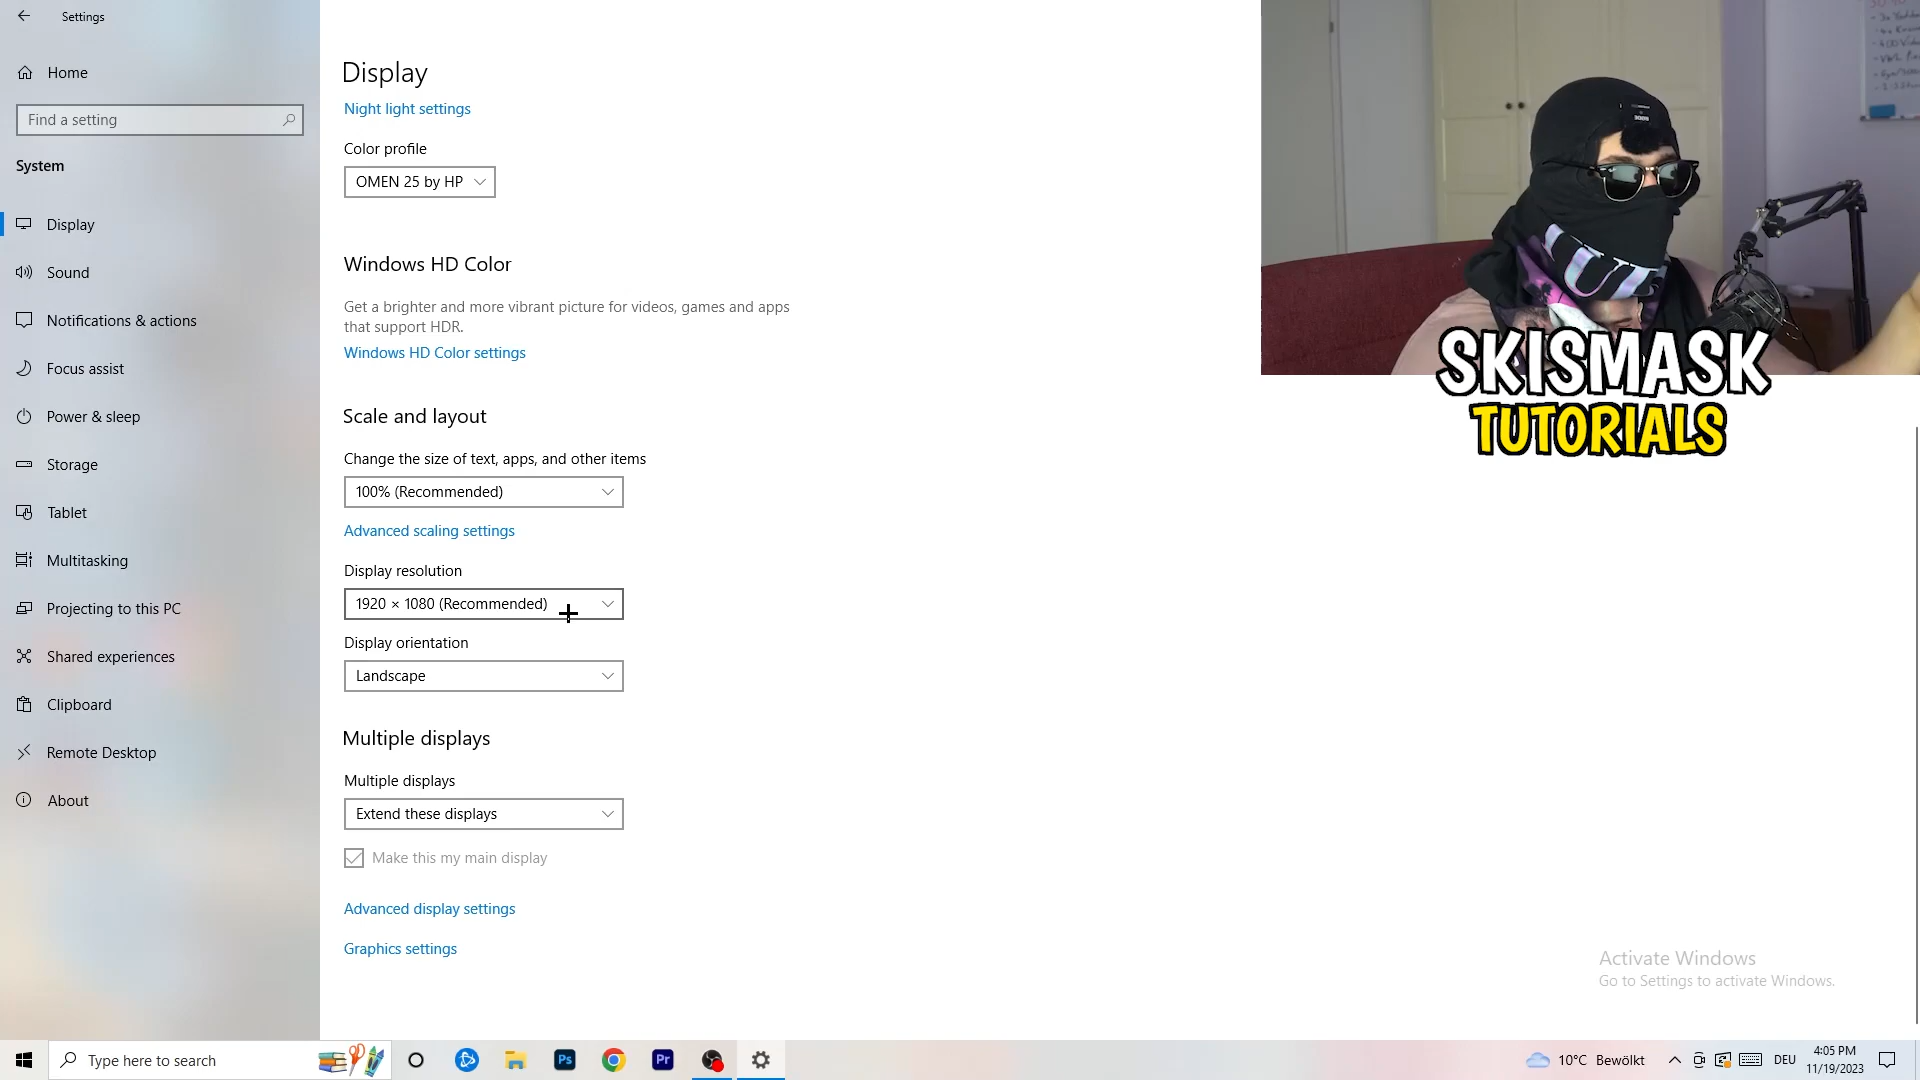 Settings
Home
Find a setting
System
Display
Sound
Notifications & actions
Focus assist
Power & sleep
Storage
Tablet
Multitasking
Projecting to this PC
Shared experiences
Clipboard
Remote Desktop
About
Display
Night light settings
Color profile
OMEN 25 by HP
Windows HD Color
Get a brighter and more vibrant picture for videos, games and apps
that support HDR.
Windows HD Color settings
Scale and layout
Change the size of text, apps, and other items
100% (Recommended)
Advanced scaling settings
Display resolution
1920 × 1080 (Recommended)
Display orientation
Landscape
Multiple displays
Multiple displays
Extend these displays
Make this my main display
Advanced display settings
Graphics settings
SKISMASK
TUTORIALS
Activate Windows
Go to Settings to activate Windows.
Type here to search
Ps
Pr
10°C Bewölkt
DEU
4:05 PM
11/19/2023